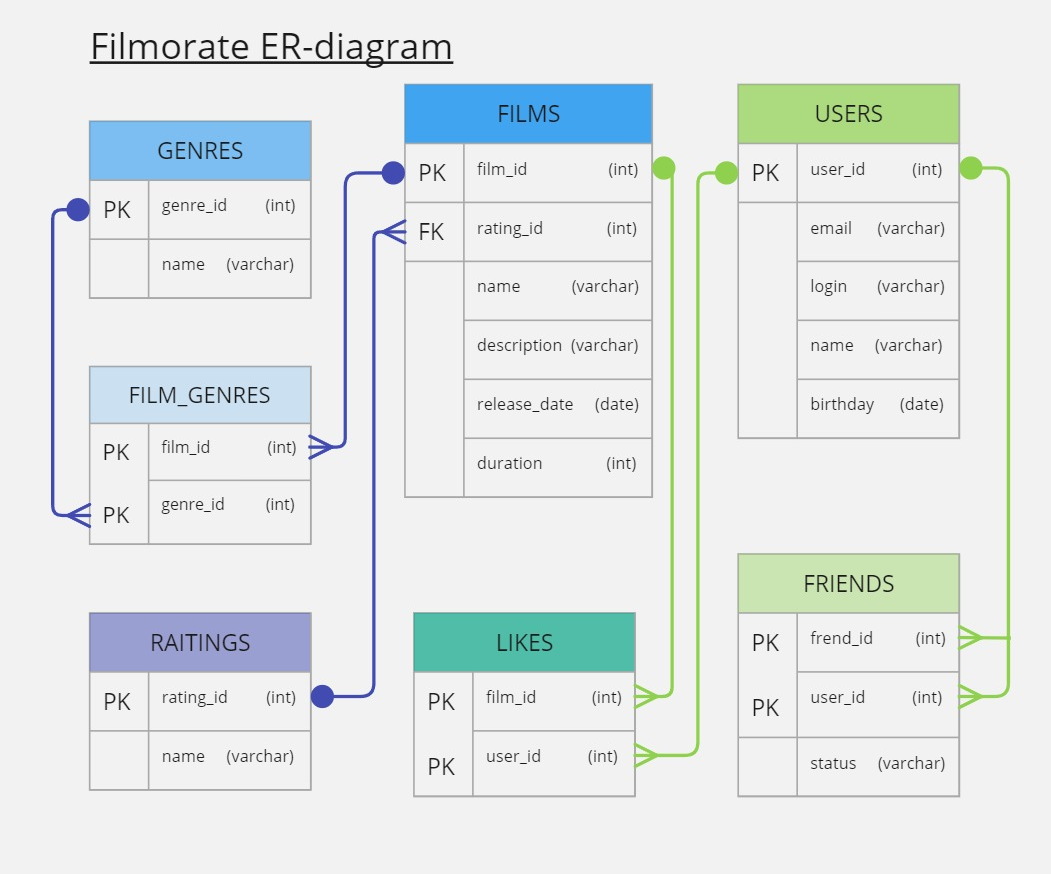 Filmorate ER-diagram
GENRES
PK genre_id (int)
name (varchar)
FILM_GENRES
PK film_id (int)
PK genre_id (int)
RAITINGS
PK rating_id (int)
name (varchar)
FILMS
PK film_id (int)
FK rating_id (int)
name (varchar)
description (varchar)
release_date (date)
duration (int)
LIKES
PK film_id (int)
PK user_id (int)
USERS
PK user_id (int)
email (varchar)
login (varchar)
name (varchar)
birthday (date)
FRIENDS
PK frend_id (int)
PK user_id (int)
status (varchar)